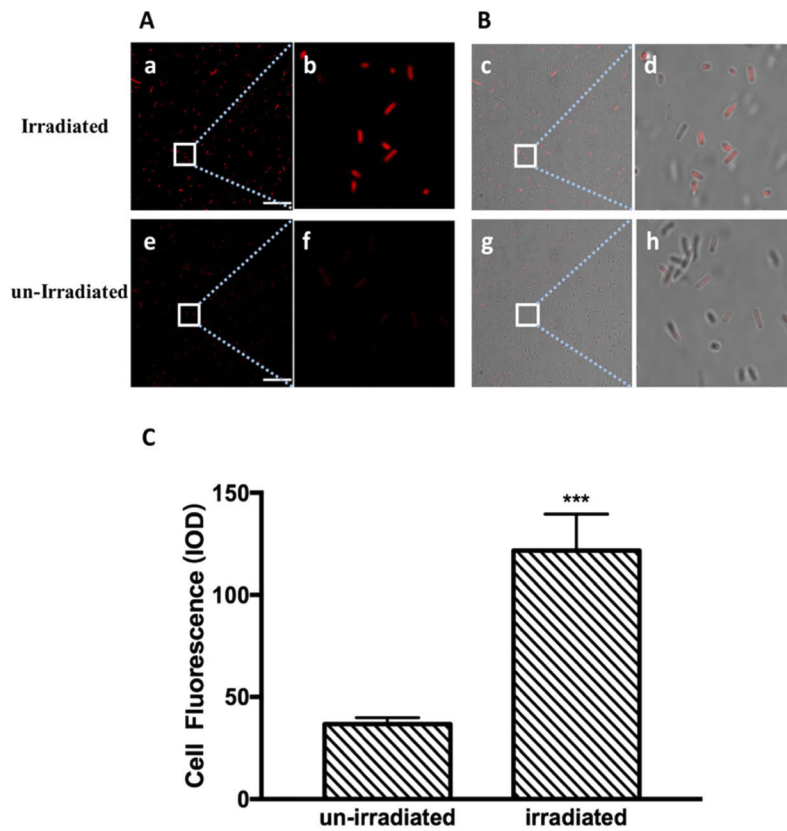 A
B
a
b
c
d
Irradiated
e
f
g
h
un-Irradiated
C
Cell Fluorescence (IOD)
150
100
50
0
***
un-irradiated
irradiated